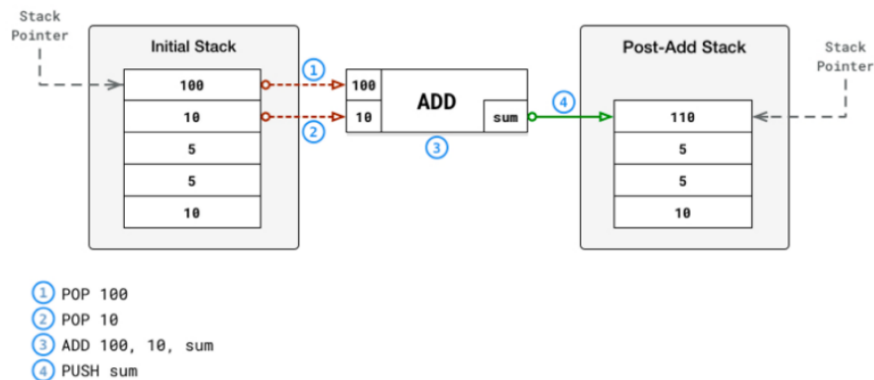 Stack
Pointer
Initial Stack
100
10
5
5
10
1
2
100
10
ADD
sum
3
4
Post-Add Stack
110
5
5
10
Stack
Pointer
1 POP 100
2 POP 10
3 ADD 100, 10, sum
4 PUSH sum